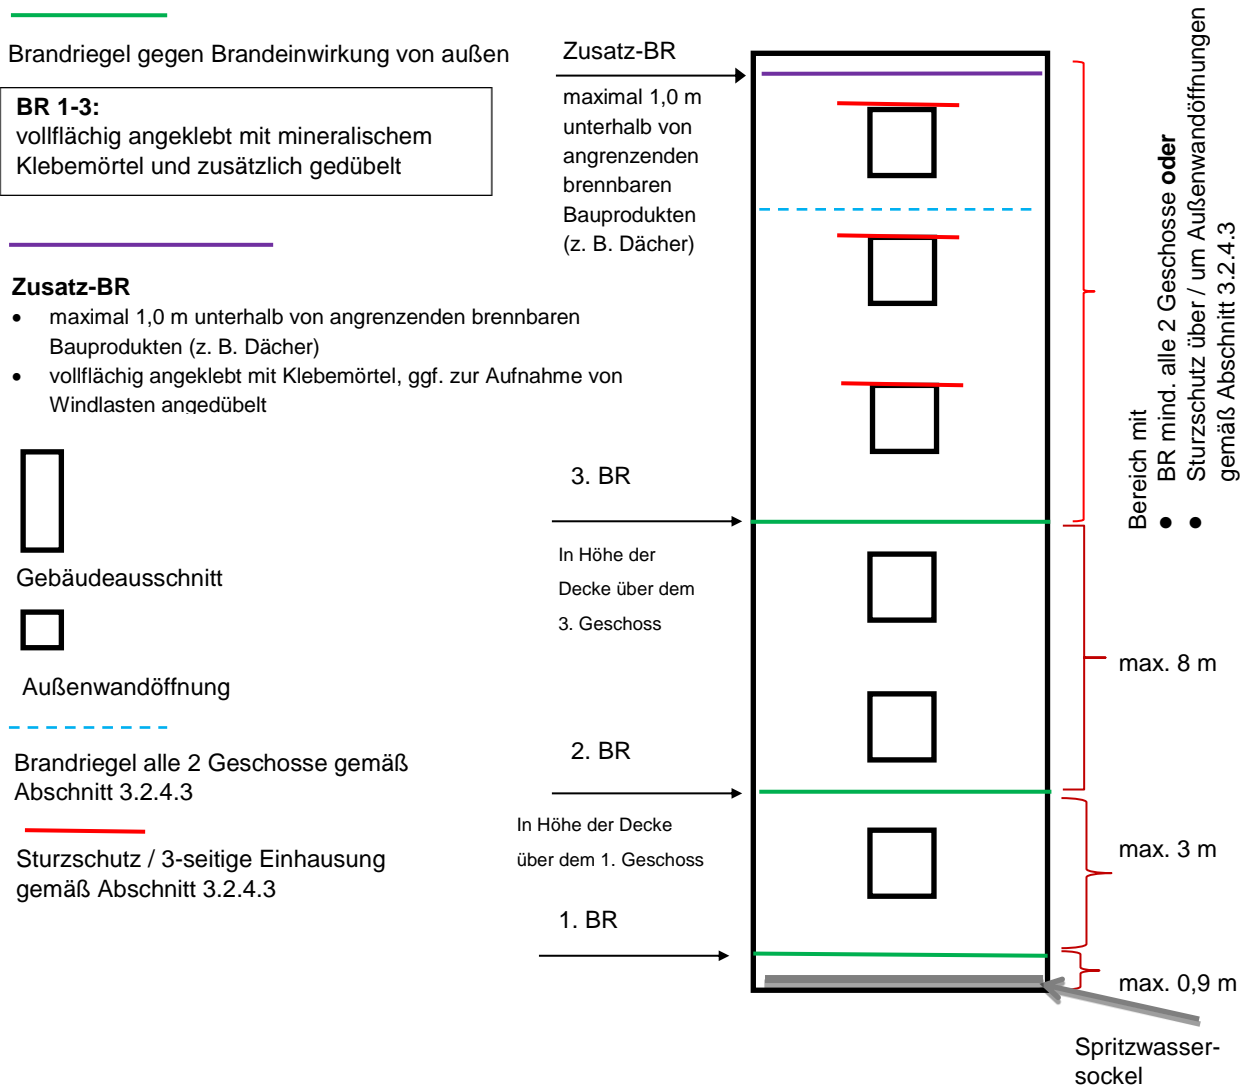 Brandriegel gegen Brandeinwirkung von außen
BR 1-3:
vollflächig angeklebt mit mineralischem
Klebemörtel und zusätzlich gedübelt
Zusatz-BR
• maximal 1,0 m unterhalb von angrenzenden brennbaren
Bauprodukten (z. B. Dächer)
• vollflächig angeklebt mit Klebemörtel, ggf. zur Aufnahme von
Windlasten angedübelt
Gebäudeausschnitt
Außenwandöffnung
Brandriegel alle 2 Geschosse gemäß
Abschnitt 3.2.4.3
Sturzschutz / 3-seitige Einhausung
gemäß Abschnitt 3.2.4.3
Zusatz-BR
maximal 1,0 m
unterhalb von
angrenzenden
brennbaren
Bauprodukten
(z. B. Dächer)
3. BR
In Höhe der
Decke über dem
3. Geschoss
2. BR
In Höhe der Decke
über dem 1. Geschoss
1. BR
Bereich mit
• BR mind. alle 2 Geschosse oder
• Sturzschutz über / um Außenwandöffnungen
gemäß Abschnitt 3.2.4.3
max. 8 m
max. 3 m
max. 0,9 m
Spritzwasser-
sockel